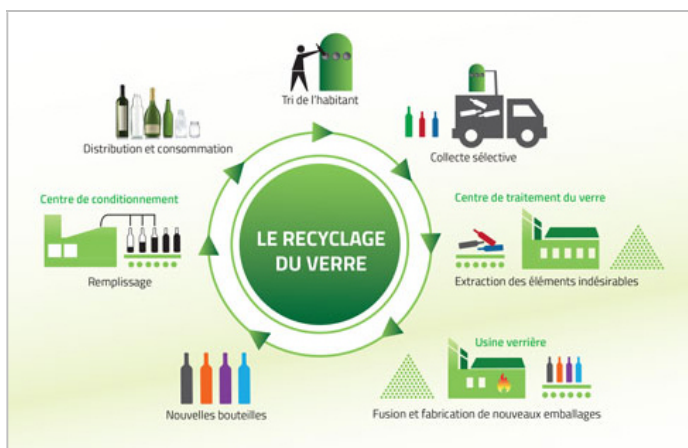 Tri de l'habitant
Distribution et consommation
Collecte sélective
Centre de conditionnement
Centre de traitement du verre
LE RECYCLAGE
DU VERRE
Remplissage
Extraction des éléments indésirables
Usine verrière
Nouvelles bouteilles
Fusion et fabrication de nouveaux emballages